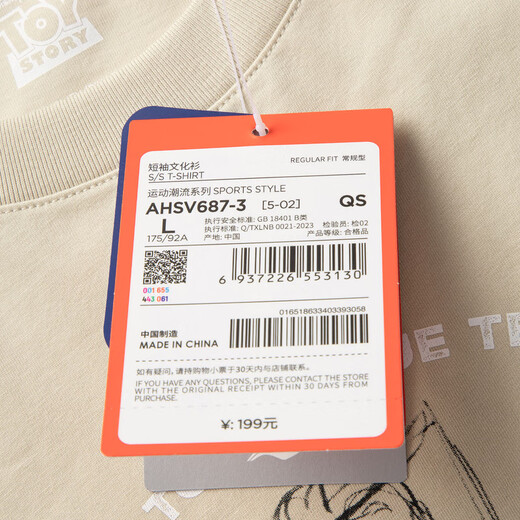 TOY
STORY
短袖文化衫
S/S T-SHIRT
REGULAR FIT 常规型
运动潮流系列 SPORTS STYLE
AHSV687-3 [5-02] QS
L
175/92A
执行安全标准: GB 18401 B类
执行标准: Q/TXLNB 0021-2023 检验员: 检02
产地: 中国 产品等级: 合格品
001 655
443 061
6 937226 553130
016518633403393058
中国制造
MADE IN CHINA
如有疑问，请持购物小票于30天内与店铺联系。
IF YOU HAVE ANY QUESTIONS, PLEASE CONTACT THE STORE
WITH THE ORIGINAL RECEIPT WITHIN 30 DAYS FROM
PURCHASE.
¥: 199元